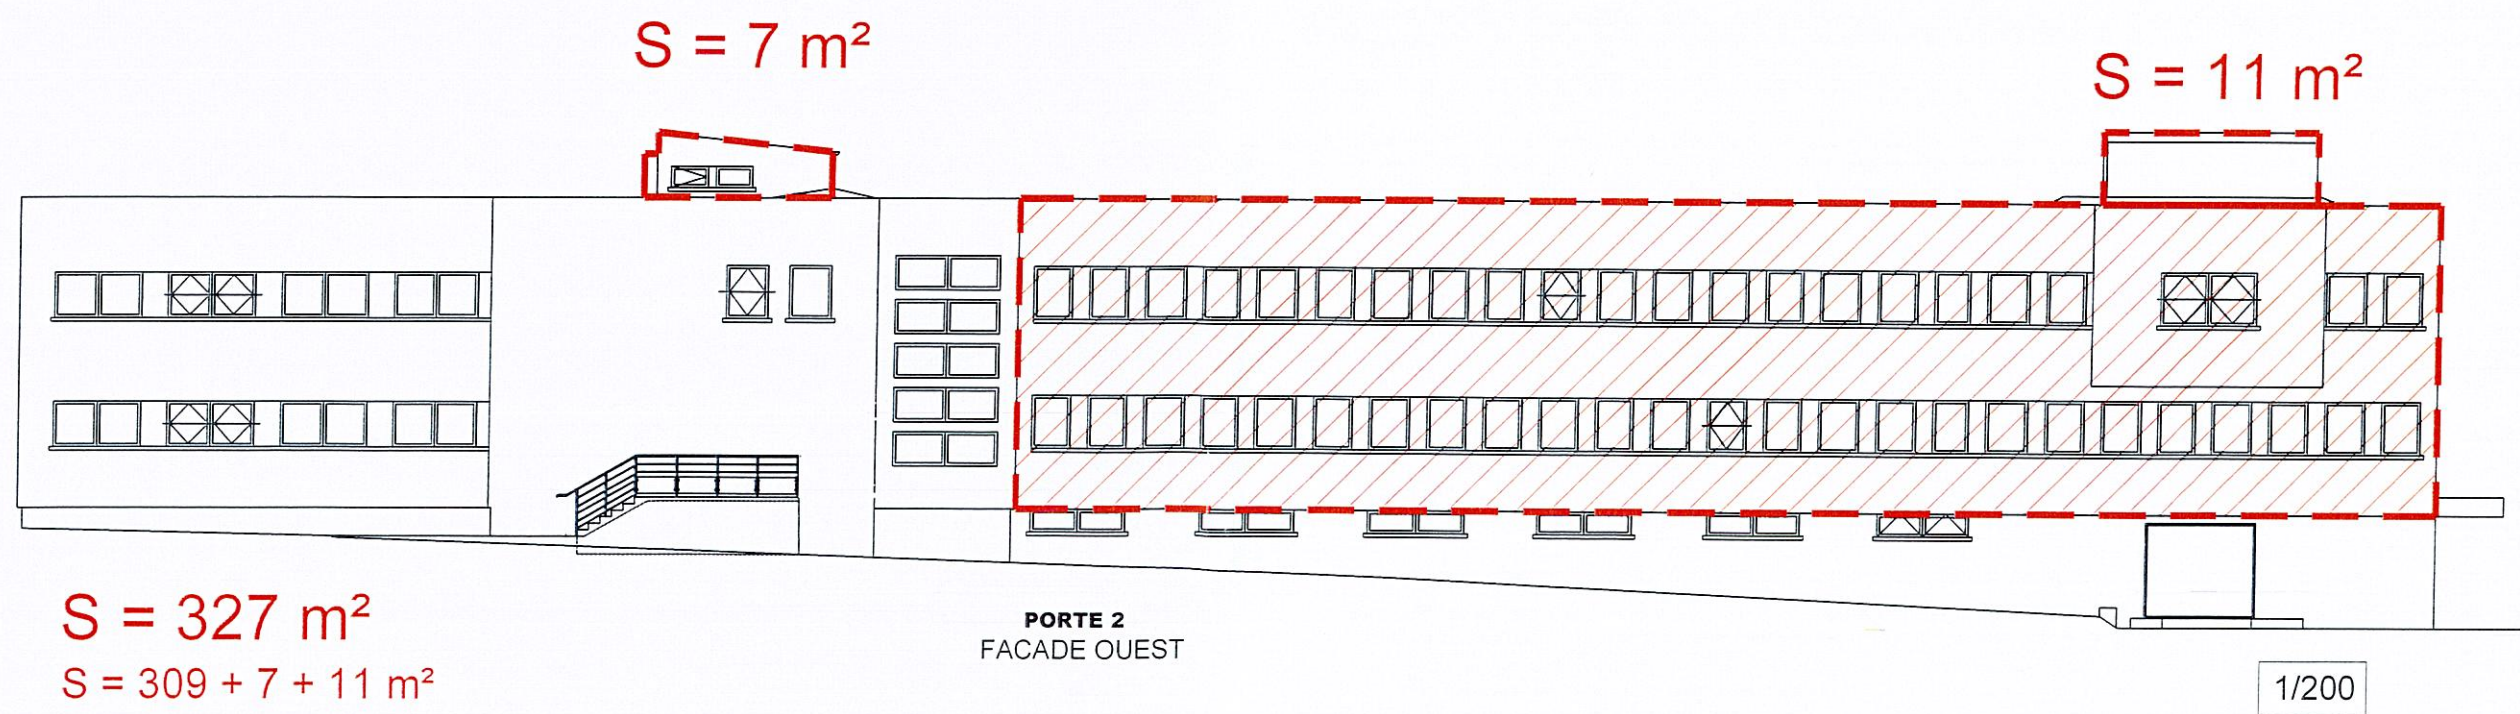 S = 7 m²
S = 11 m²
S = 327 m²
S = 309 + 7 + 11 m²
PORTE 2
FACADE OUEST
1/200